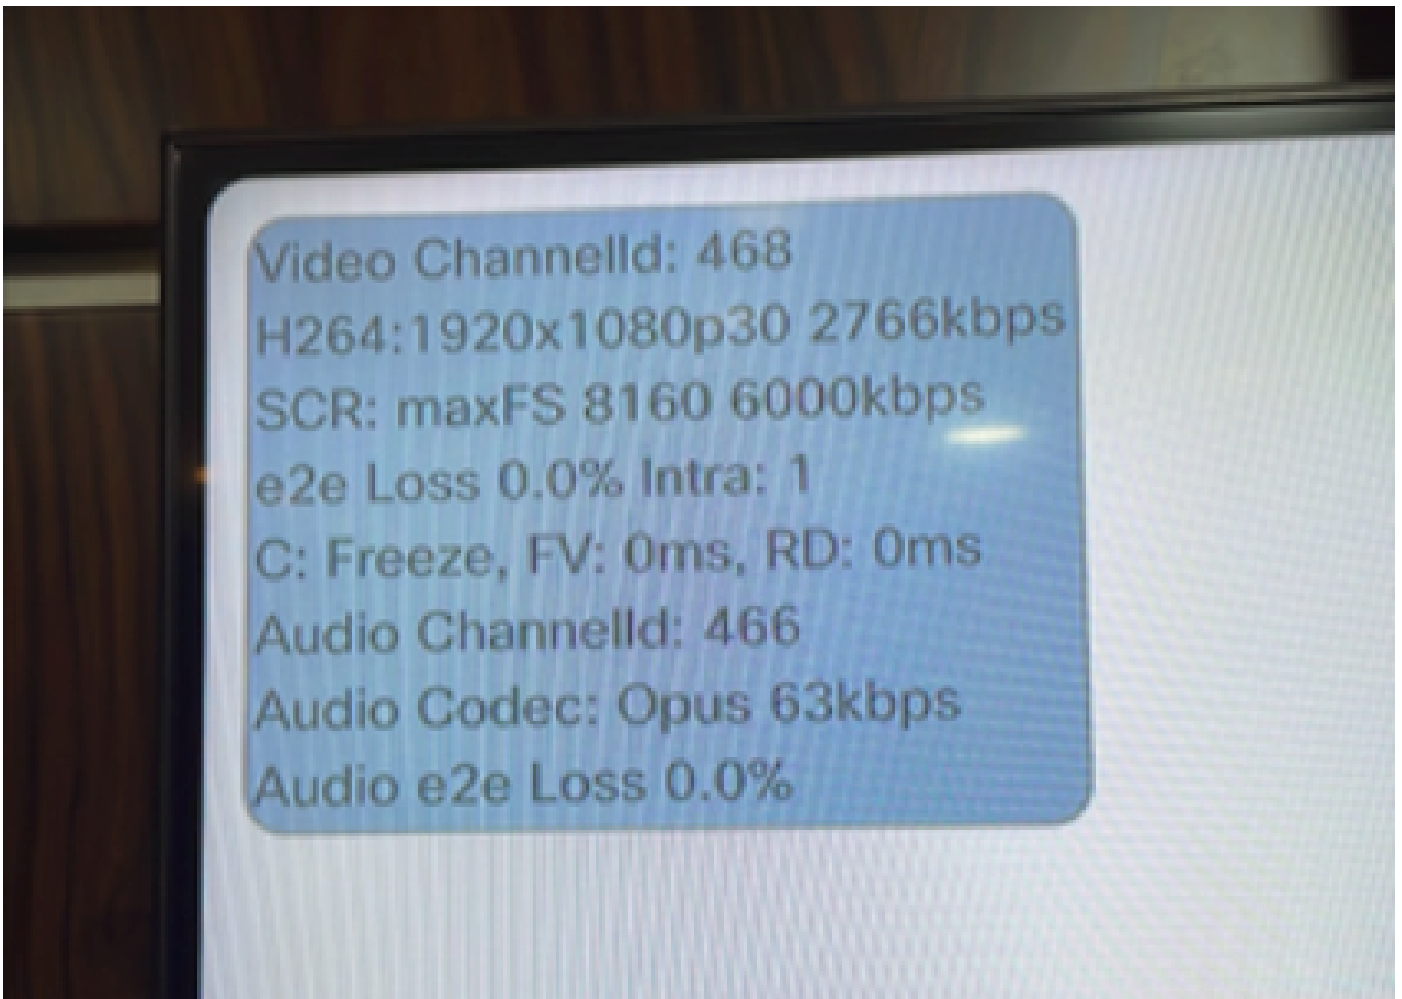 Video ChannelId: 468
H264:1920x1080p30 2766kbps
SCR: maxFS 8160 6000kbps
e2e Loss 0.0% Intra: 1
C: Freeze, FV: 0ms, RD: 0ms
Audio ChannelId: 466
Audio Codec: Opus 63kbps
Audio e2e Loss 0.0%